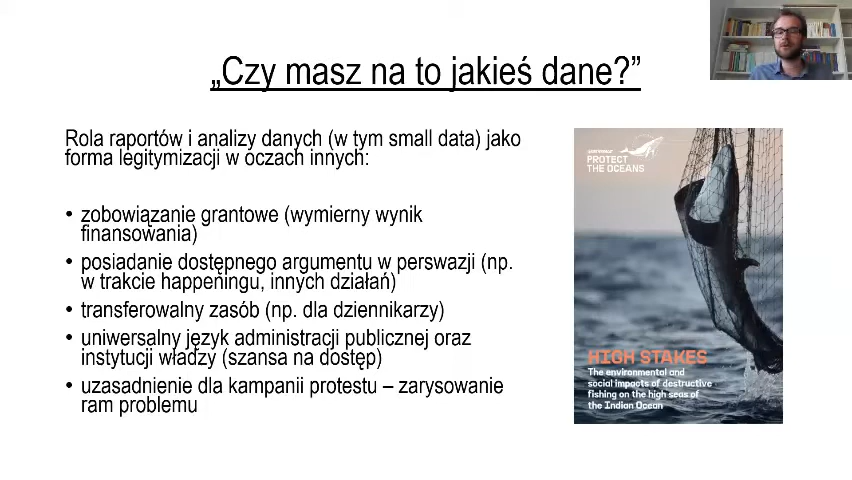 „Czy masz na to jakieś dane?”
Rola raportów i analizy danych (w tym small data) jako
forma legitymizacji w oczach innych:
• zobowiązanie grantowe (wymierny wynik
finansowania)
• posiadanie dostępnego argumentu w perswazji (np.
w trakcie happeningu, innych działań)
• transferowalny zasób (np. dla dziennikarzy)
• uniwersalny język administracji publicznej oraz
instytucji władzy (szansa na dostęp)
• uzasadnienie dla kampanii protestu – zarysowanie
ram problemu
PROTECT
THE OCEANS
HIGH STAKES
The environmental and
social impacts of destructive
fishing on the high seas of
the Indian Ocean